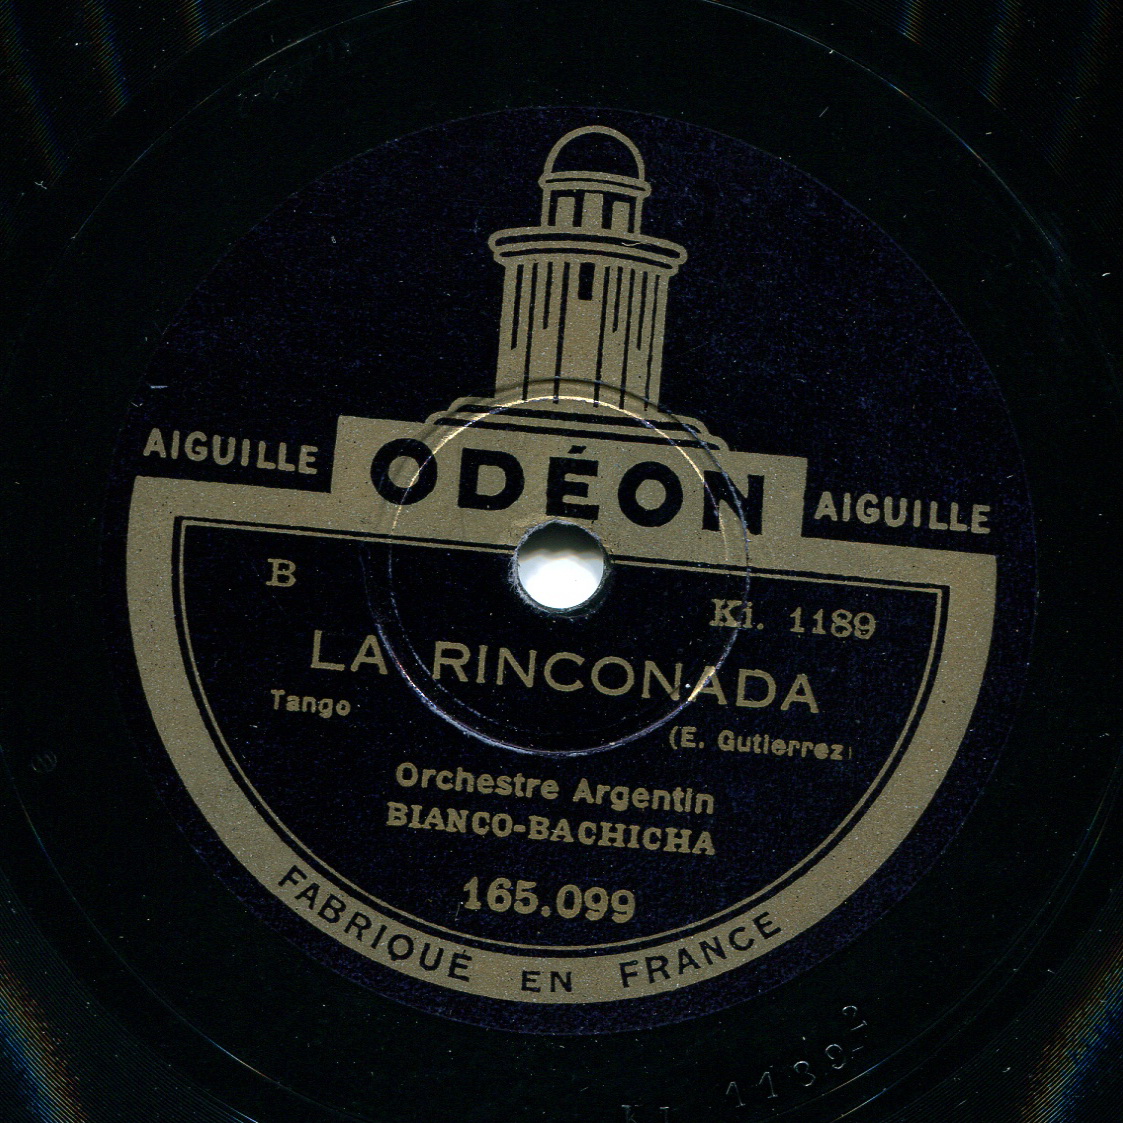 AIGUILLE ODÉON AIGUILLE
B
Ki. 1189
LA RINCONADA
Tango
(E. Gutierrez)
Orchestre Argentin
BIANCO-BACHICHA
165.099
FABRIQUÉ EN FRANCE